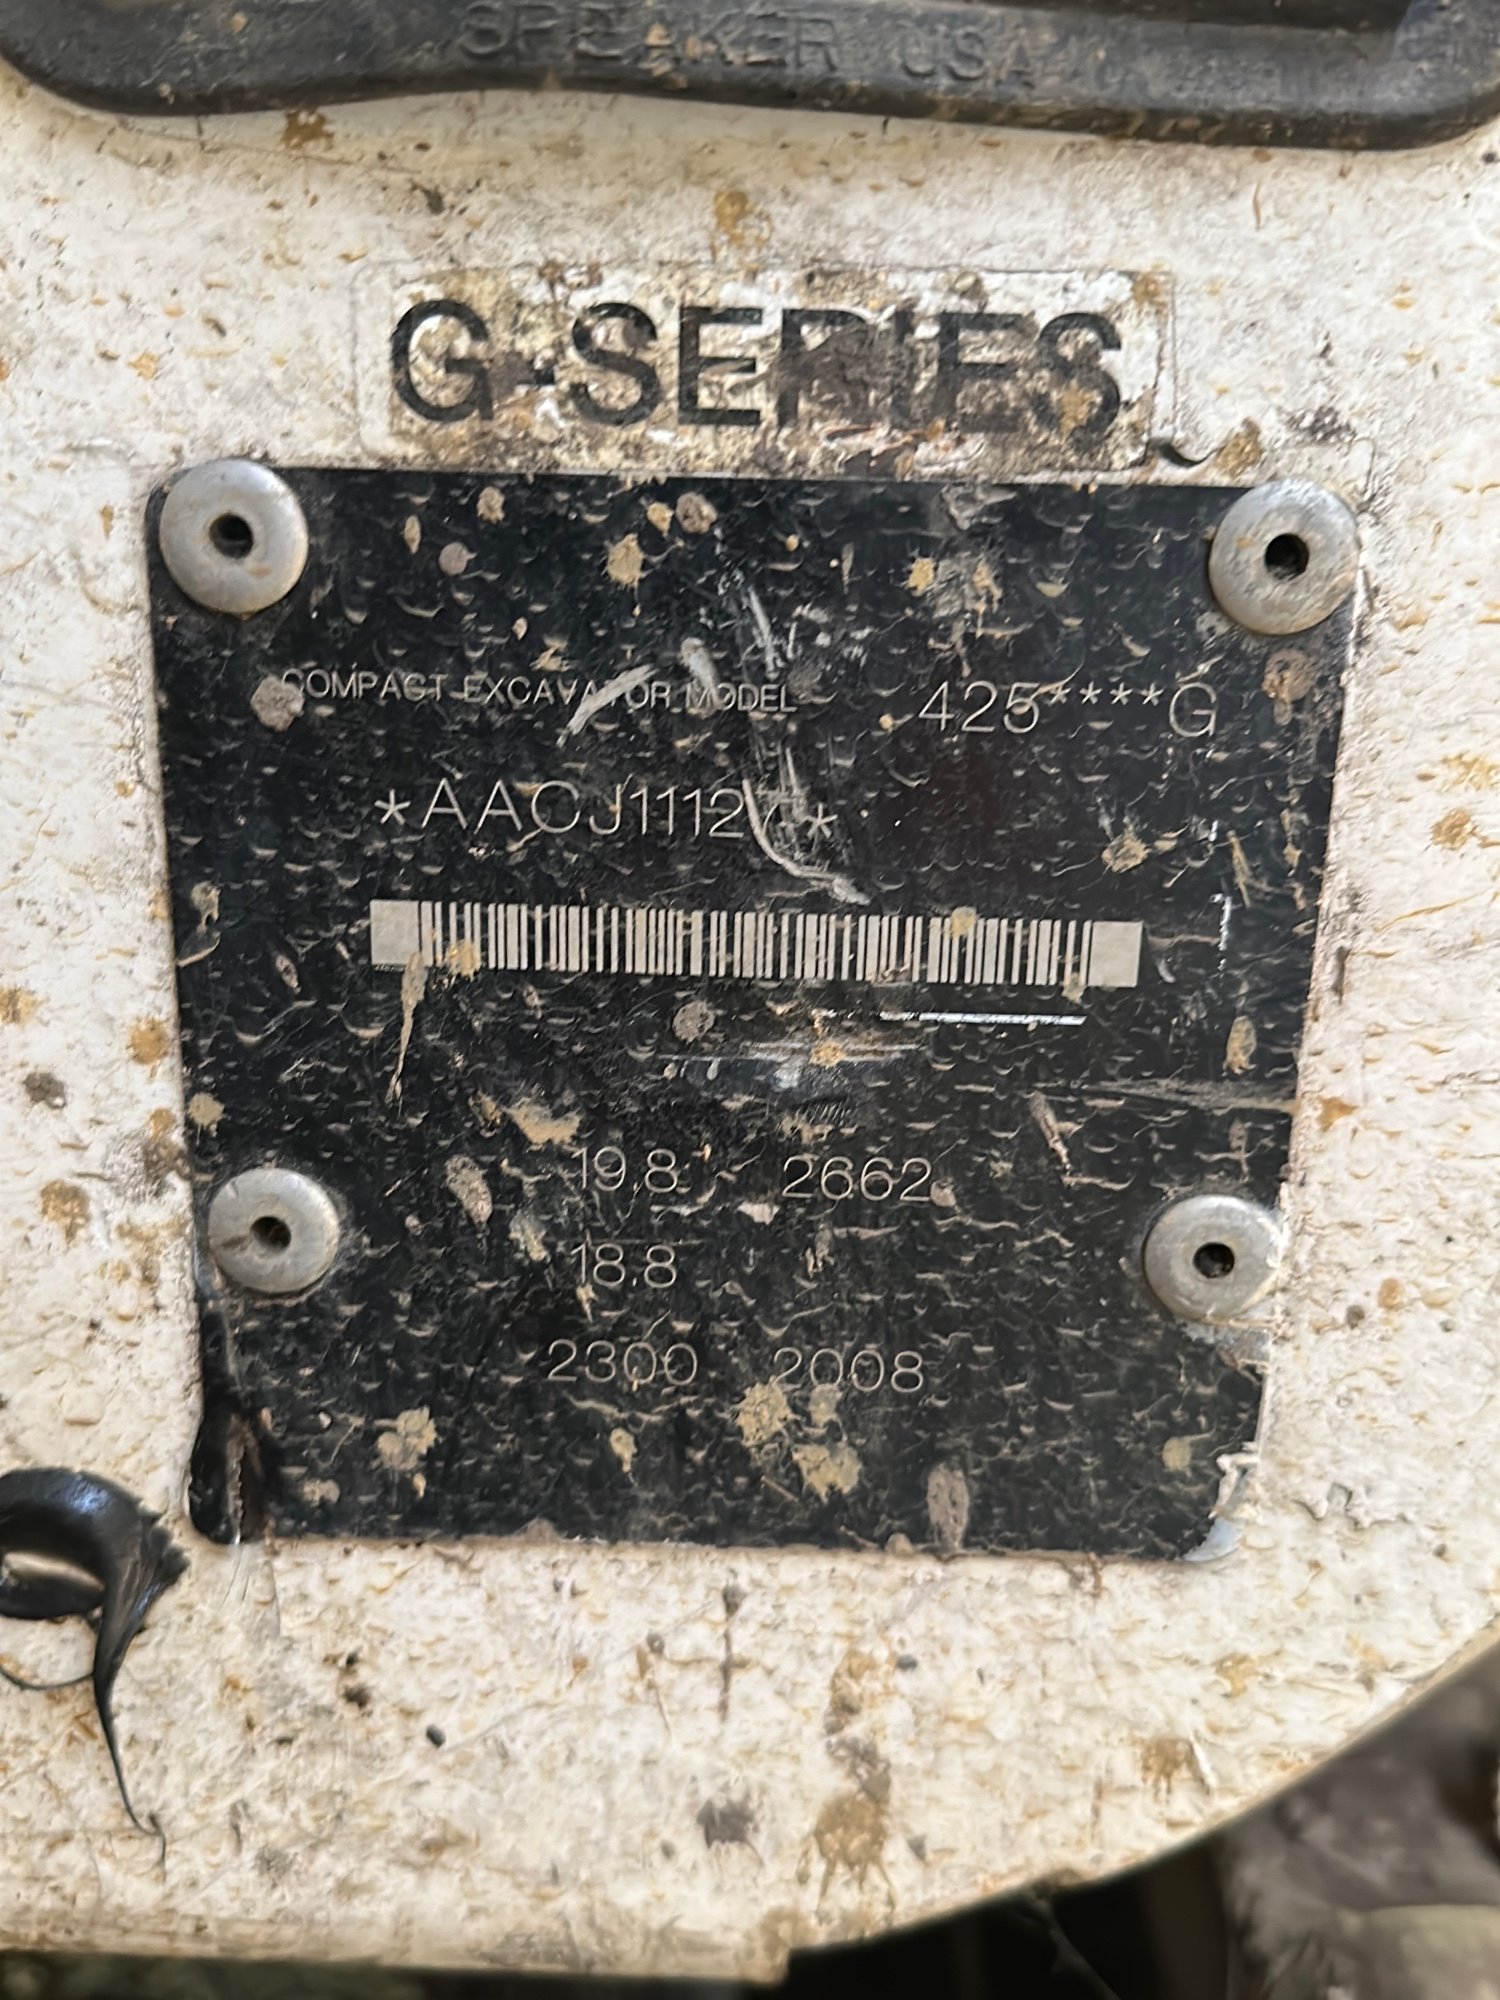 SPEAKER USA
G-SERIES
COMPACT EXCAVATOR MODEL 425****G
19.8 2662
18.8
2300 2008